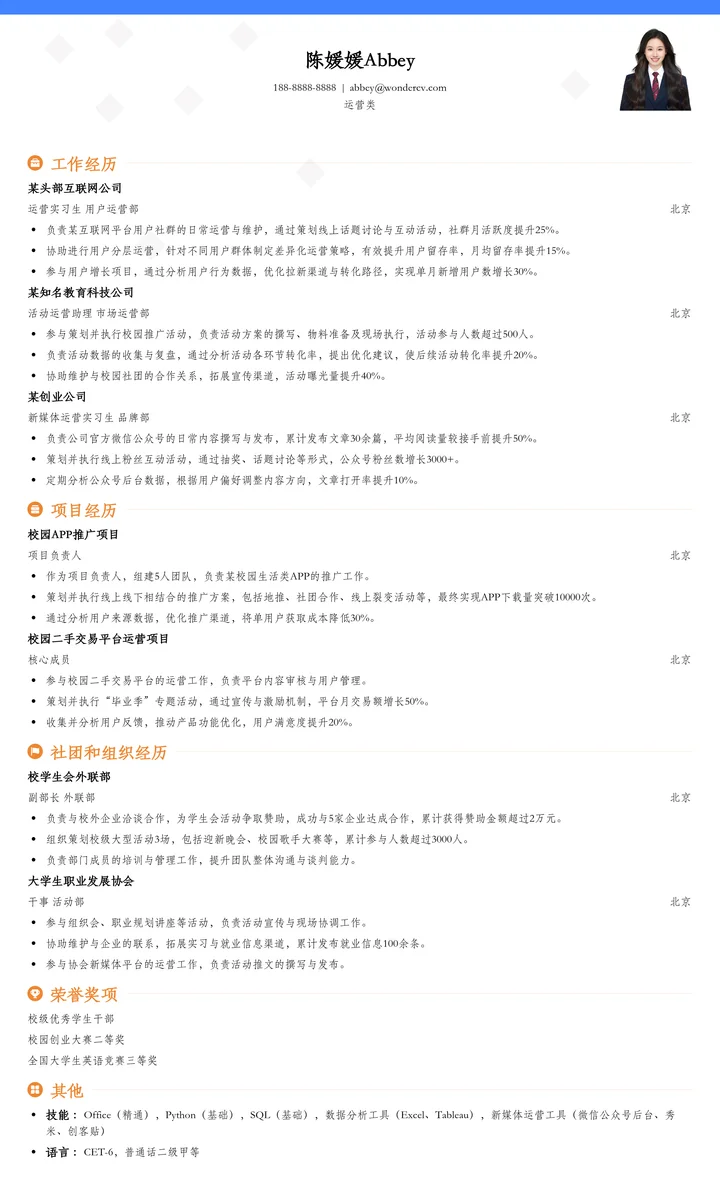 陈媛媛Abbey
188-8888-8888 | abbey@wondercv.com
运营类
工作经历
某头部互联网公司
运营实习生 用户运营部 北京
• 负责某互联网平台用户社群的日常运营与维护，通过策划线上话题讨论与互动活动，社群月活跃度提升25%。
• 协助进行用户分层运营，针对不同用户群体制定差异化运营策略，有效提升用户留存率，月均留存率提升15%。
• 参与用户增长项目，通过分析用户行为数据，优化拉新渠道与转化路径，实现单月新增用户数增长30%。
某知名教育科技公司
活动运营助理 市场运营部 北京
• 参与策划并执行校园推广活动，负责活动方案的撰写、物料准备及现场执行，活动参与人数超过500人。
• 负责活动数据的收集与复盘，通过分析活动各环节转化率，提出优化建议，使后续活动转化率提升20%。
• 协助维护与校园社团的合作关系，拓展宣传渠道，活动曝光量提升40%。
某创业公司
新媒体运营实习生 品牌部 北京
• 负责公司官方微信公众号的日常内容撰写与发布，累计发布文章30余篇，平均阅读量较接手前提升50%。
• 策划并执行线上粉丝互动活动，通过抽奖、话题讨论等形式，公众号粉丝数增长3000+。
• 定期分析公众号后台数据，根据用户偏好调整内容方向，文章打开率提升10%。
项目经历
校园APP推广项目
项目负责人 北京
• 作为项目负责人，组建5人团队，负责某校园生活类APP的推广工作。
• 策划并执行线上线下相结合的推广方案，包括地推、社团合作、线上裂变活动等，最终实现APP下载量突破10000次。
• 通过分析用户来源数据，优化推广渠道，将单用户获取成本降低30%。
校园二手交易平台运营项目
核心成员 北京
• 参与校园二手交易平台的运营工作，负责平台内容审核与用户管理。
• 策划并执行“毕业季”专题活动，通过宣传与激励机制，平台月交易额增长50%。
• 收集并分析用户反馈，推动产品功能优化，用户满意度提升20%。
社团和组织经历
校学生会外联部
副部长 外联部 北京
• 负责与校外企业洽谈合作，为学生会活动争取赞助，成功与5家企业达成合作，累计获得赞助金额超过2万元。
• 组织策划校级大型活动3场，包括迎新晚会、校园歌手大赛等，累计参与人数超过3000人。
• 负责部门成员的培训与管理工作，提升团队整体沟通与谈判能力。
大学生职业发展协会
干事 活动部 北京
• 参与组织会、职业规划讲座等活动，负责活动宣传与现场协调工作。
• 协助维护与企业的联系，拓展实习与就业信息渠道，累计发布就业信息100余条。
• 参与协会新媒体平台的运营工作，负责活动推文的撰写与发布。
荣誉奖项
校级优秀学生干部
校园创业大赛二等奖
全国大学生英语竞赛三等奖
其他
• 技能：Office（精通），Python（基础），SQL（基础），数据分析工具（Excel、Tableau），新媒体运营工具（微信公众号后台、秀
米、创客贴）
• 语言：CET-6，普通话二级甲等